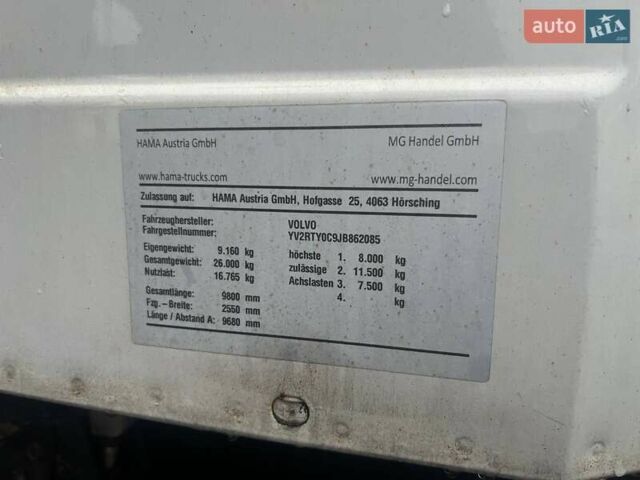 auto RIA
.com
HAMA Austria GmbH MG Handel GmbH
www.hama-trucks.com www.mg-handel.com
Zulassung auf: HAMA Austria GmbH, Hofgasse 25, 4063 Hörsching
Fahrzeughersteller: VOLVO
Fahrgestellnummer: YV2RTY0C9JB862085
Eigengewicht: 9.160 kg höchste 1. 8.000 kg
Gesamtgewicht: 26.000 kg zulässige 2. 11.500 kg
Nutzlast: 16.765 kg Achslasten 3. 7.500 kg
4. kg
Gesamtlänge: 9800 mm
Fzg.-Breite: 2550 mm
Länge / Abstand A: 9680 mm